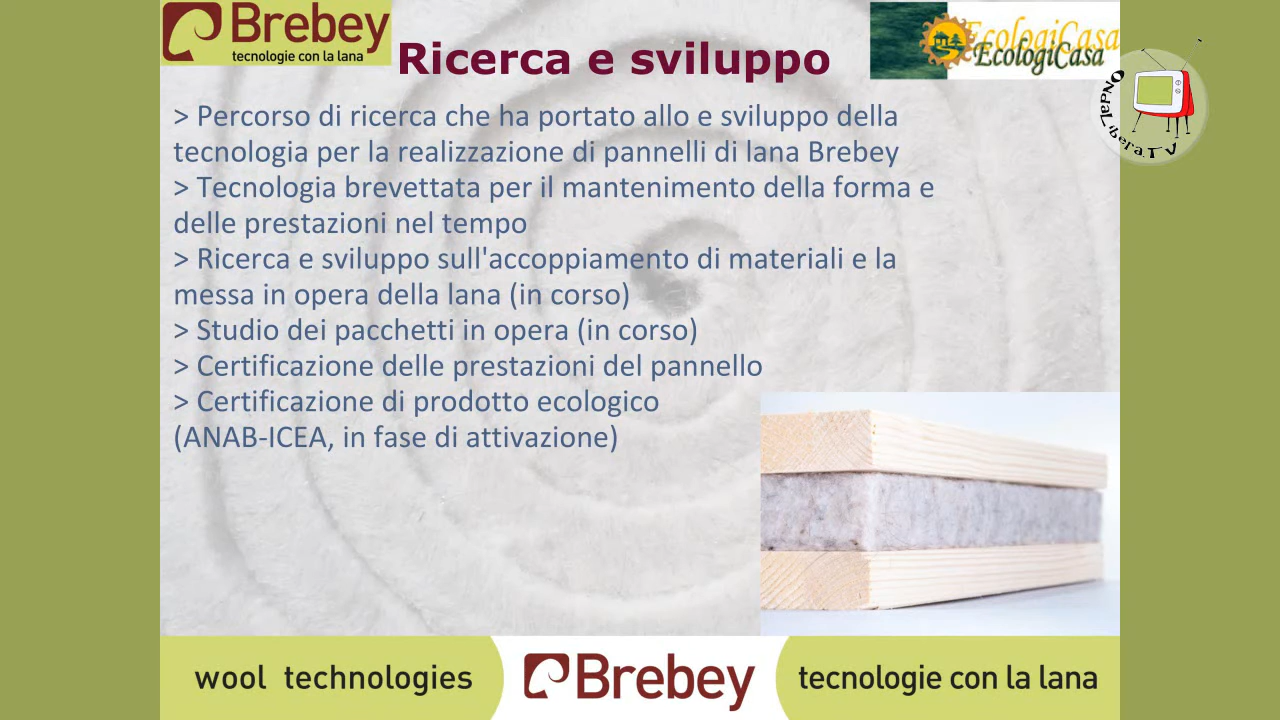 Brebey
tecnologie con la lana
Ricerca e sviluppo
EcologiCasa
EcologiCasa
OndaLibera.TV
> Percorso di ricerca che ha portato allo e sviluppo della
tecnologia per la realizzazione di pannelli di lana Brebey
> Tecnologia brevettata per il mantenimento della forma e
delle prestazioni nel tempo
> Ricerca e sviluppo sull'accoppiamento di materiali e la
messa in opera della lana (in corso)
> Studio dei pacchetti in opera (in corso)
> Certificazione delle prestazioni del pannello
> Certificazione di prodotto ecologico
(ANAB-ICEA, in fase di attivazione)
wool technologies
Brebey
tecnologie con la lana